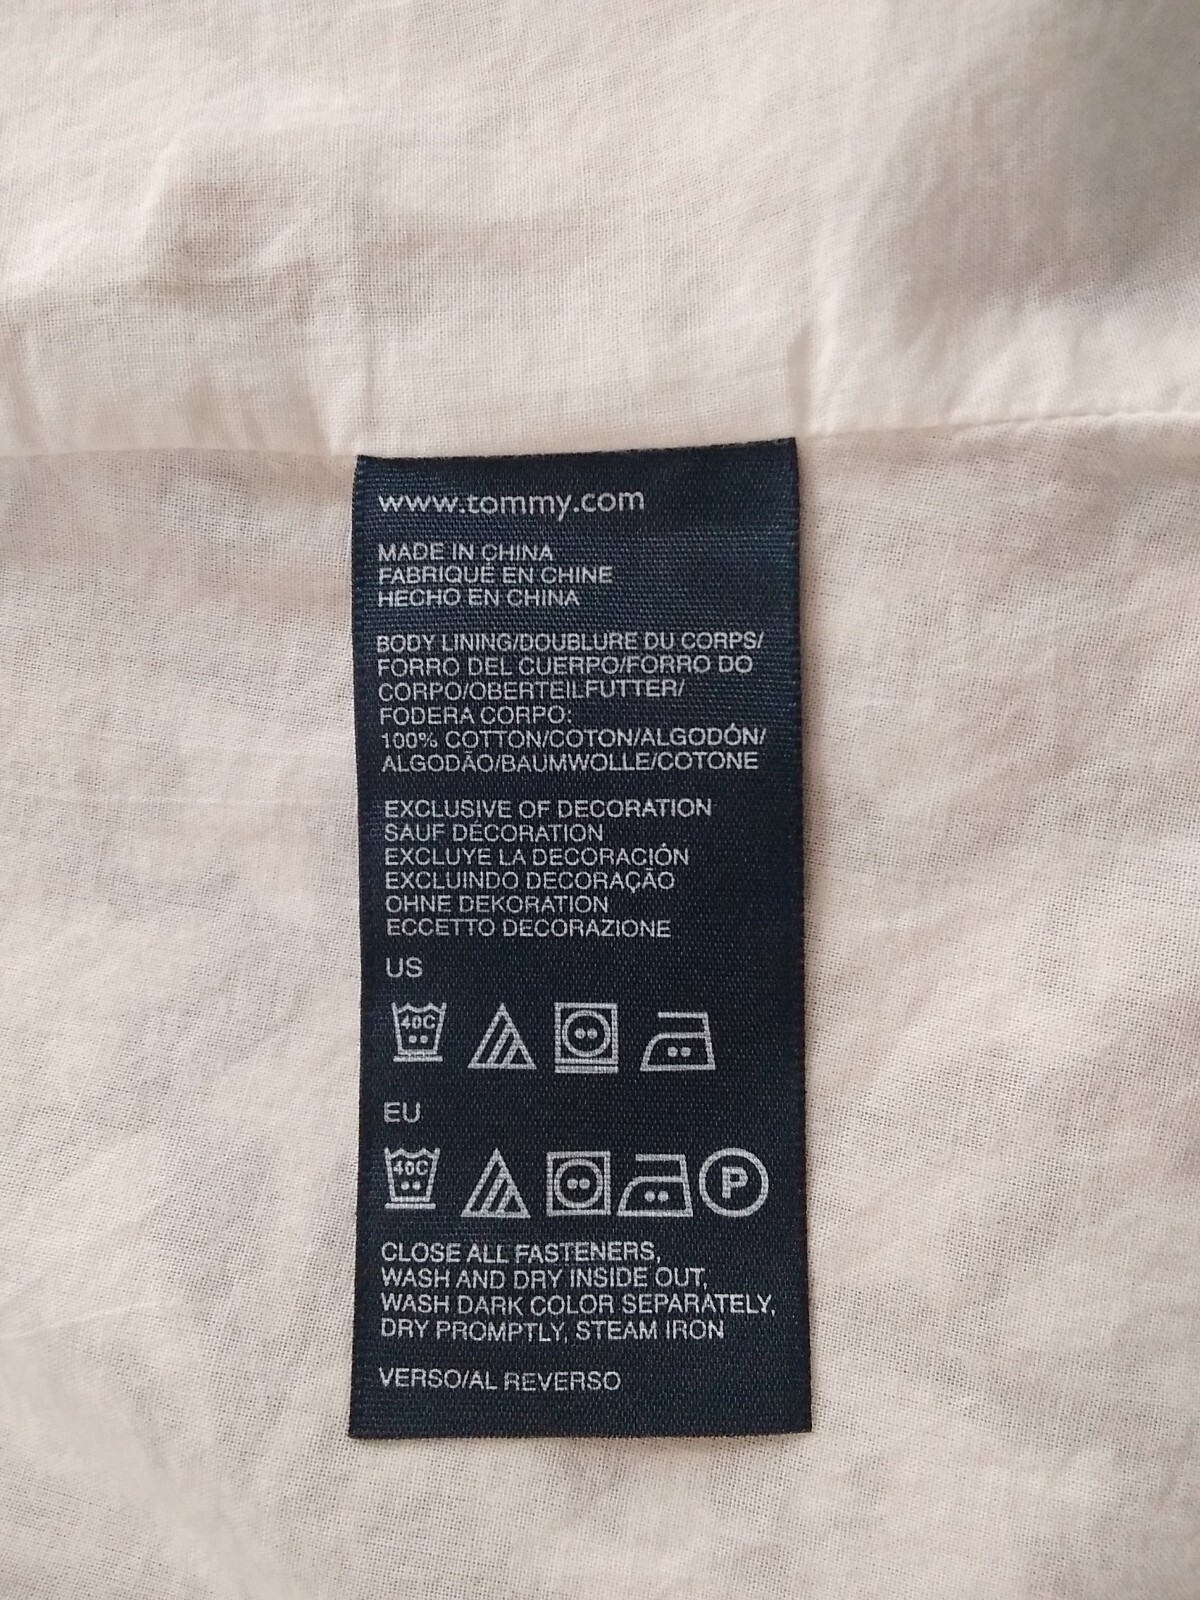 www.tommy.com
MADE IN CHINA
FABRIQUÉ EN CHINE
HECHO EN CHINA
BODY LINING/DOUBLURE DU CORPS/
FORRO DEL CUERPO/FORRO DO
CORPO/OBERTEILFUTTER/
FODERA CORPO:
100% COTTON/COTON/ALGODÓN/
ALGODÃO/BAUMWOLLE/COTONE
EXCLUSIVE OF DECORATION
SAUF DÉCORATION
EXCLUYE LA DECORACIÓN
EXCLUINDO DECORAÇÃO
OHNE DEKORATION
ECCETTO DECORAZIONE
US
40C
EU
40C P
CLOSE ALL FASTENERS,
WASH AND DRY INSIDE OUT,
WASH DARK COLOR SEPARATELY,
DRY PROMPTLY, STEAM IRON
VERSO/AL REVERSO